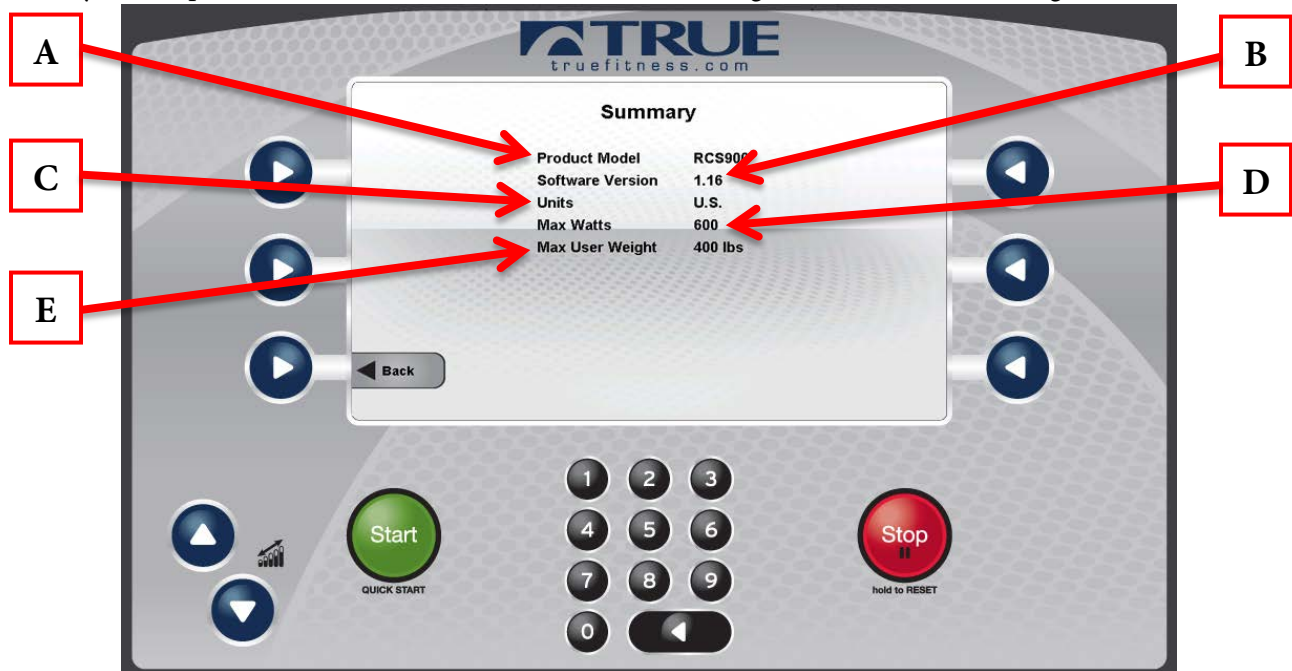 A
B
C
D
E
TRUE
truefitness.com
Summary
Product Model RCS900
Software Version 1.16
Units U.S.
Max Watts 600
Max User Weight 400 lbs
Back
1 2 3
4 5 6
7 8 9
0
Start
QUICK START
Stop
hold to RESET